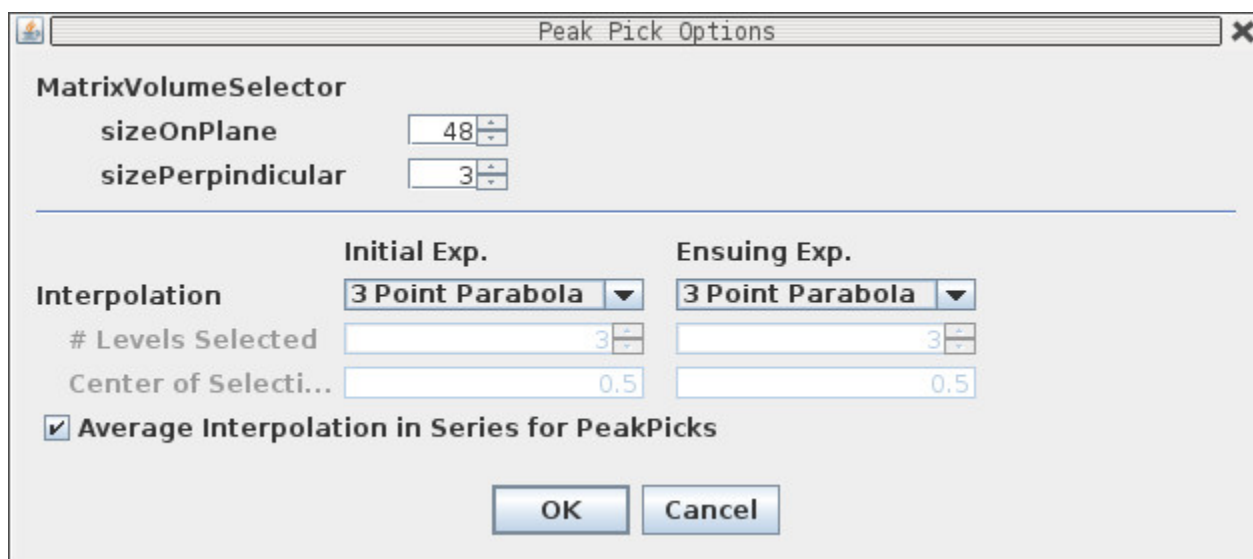 Peak Pick Options
MatrixVolumeSelector
sizeOnPlane 48
sizePerpindicular 3
Initial Exp. Ensuing Exp.
Interpolation 3 Point Parabola 3 Point Parabola
# Levels Selected 3 3
Center of Selecti... 0.5 0.5
Average Interpolation in Series for PeakPicks
OK Cancel